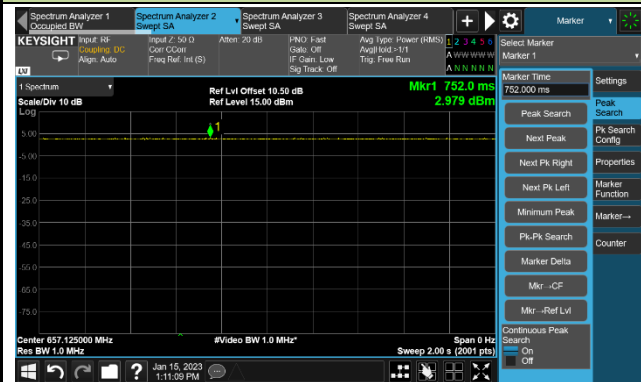 Spectrum Analyzer 1
Occupied BW
Spectrum Analyzer 2
Swept SA
Spectrum Analyzer 3
Swept SA
Spectrum Analyzer 4
Swept SA
Marker
KEYSIGHT
Input: RF
Coupling: DC
Align: Auto
Input Z: 50 Ω
Corr CCorr
Freq Ref: Int (S)
Atten: 20 dB
PNO: Fast
Gate: Off
IF Gain: Low
Sig Track: Off
Avg Type: Power (RMS)
Avg|Hold:>1/1
Trig: Free Run
1 2 3 4 5 6
A W W W W W
A N N N N N
LXI
Select Marker
Marker 1
1 Spectrum
Scale/Div 10 dB
Log
Ref Lvl Offset 10.50 dB
Ref Level 15.00 dBm
Mkr1 752.0 ms
2.979 dBm
1
5.00
-5.00
-15.0
-25.0
-35.0
-45.0
-55.0
-65.0
-75.0
Center 657.125000 MHz
Res BW 1.0 MHz
#Video BW 1.0 MHz*
Span 0 Hz
Sweep 2.00 s (2001 pts)
Marker Time
752.000 ms
Peak Search
Next Peak
Next Pk Right
Next Pk Left
Minimum Peak
Pk-Pk Search
Marker Delta
Mkr→CF
Mkr→Ref Lvl
Continuous Peak
Search
On
Off
Settings
Peak
Search
Pk Search
Config
Properties
Marker
Function
Marker→
Counter
?
Jan 15, 2023
1:11:09 PM